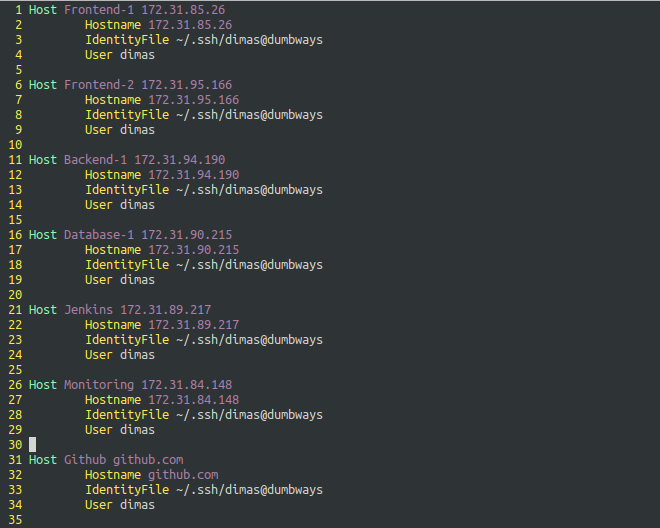 1 Host Frontend-1 172.31.85.26
2 Hostname 172.31.85.26
3 IdentityFile ~/.ssh/dimas@dumbways
4 User dimas
5
6 Host Frontend-2 172.31.95.166
7 Hostname 172.31.95.166
8 IdentityFile ~/.ssh/dimas@dumbways
9 User dimas
10
11 Host Backend-1 172.31.94.190
12 Hostname 172.31.94.190
13 IdentityFile ~/.ssh/dimas@dumbways
14 User dimas
15
16 Host Database-1 172.31.90.215
17 Hostname 172.31.90.215
18 IdentityFile ~/.ssh/dimas@dumbways
19 User dimas
20
21 Host Jenkins 172.31.89.217
22 Hostname 172.31.89.217
23 IdentityFile ~/.ssh/dimas@dumbways
24 User dimas
25
26 Host Monitoring 172.31.84.148
27 Hostname 172.31.84.148
28 IdentityFile ~/.ssh/dimas@dumbways
29 User dimas
30
31 Host Github github.com
32 Hostname github.com
33 IdentityFile ~/.ssh/dimas@dumbways
34 User dimas
35